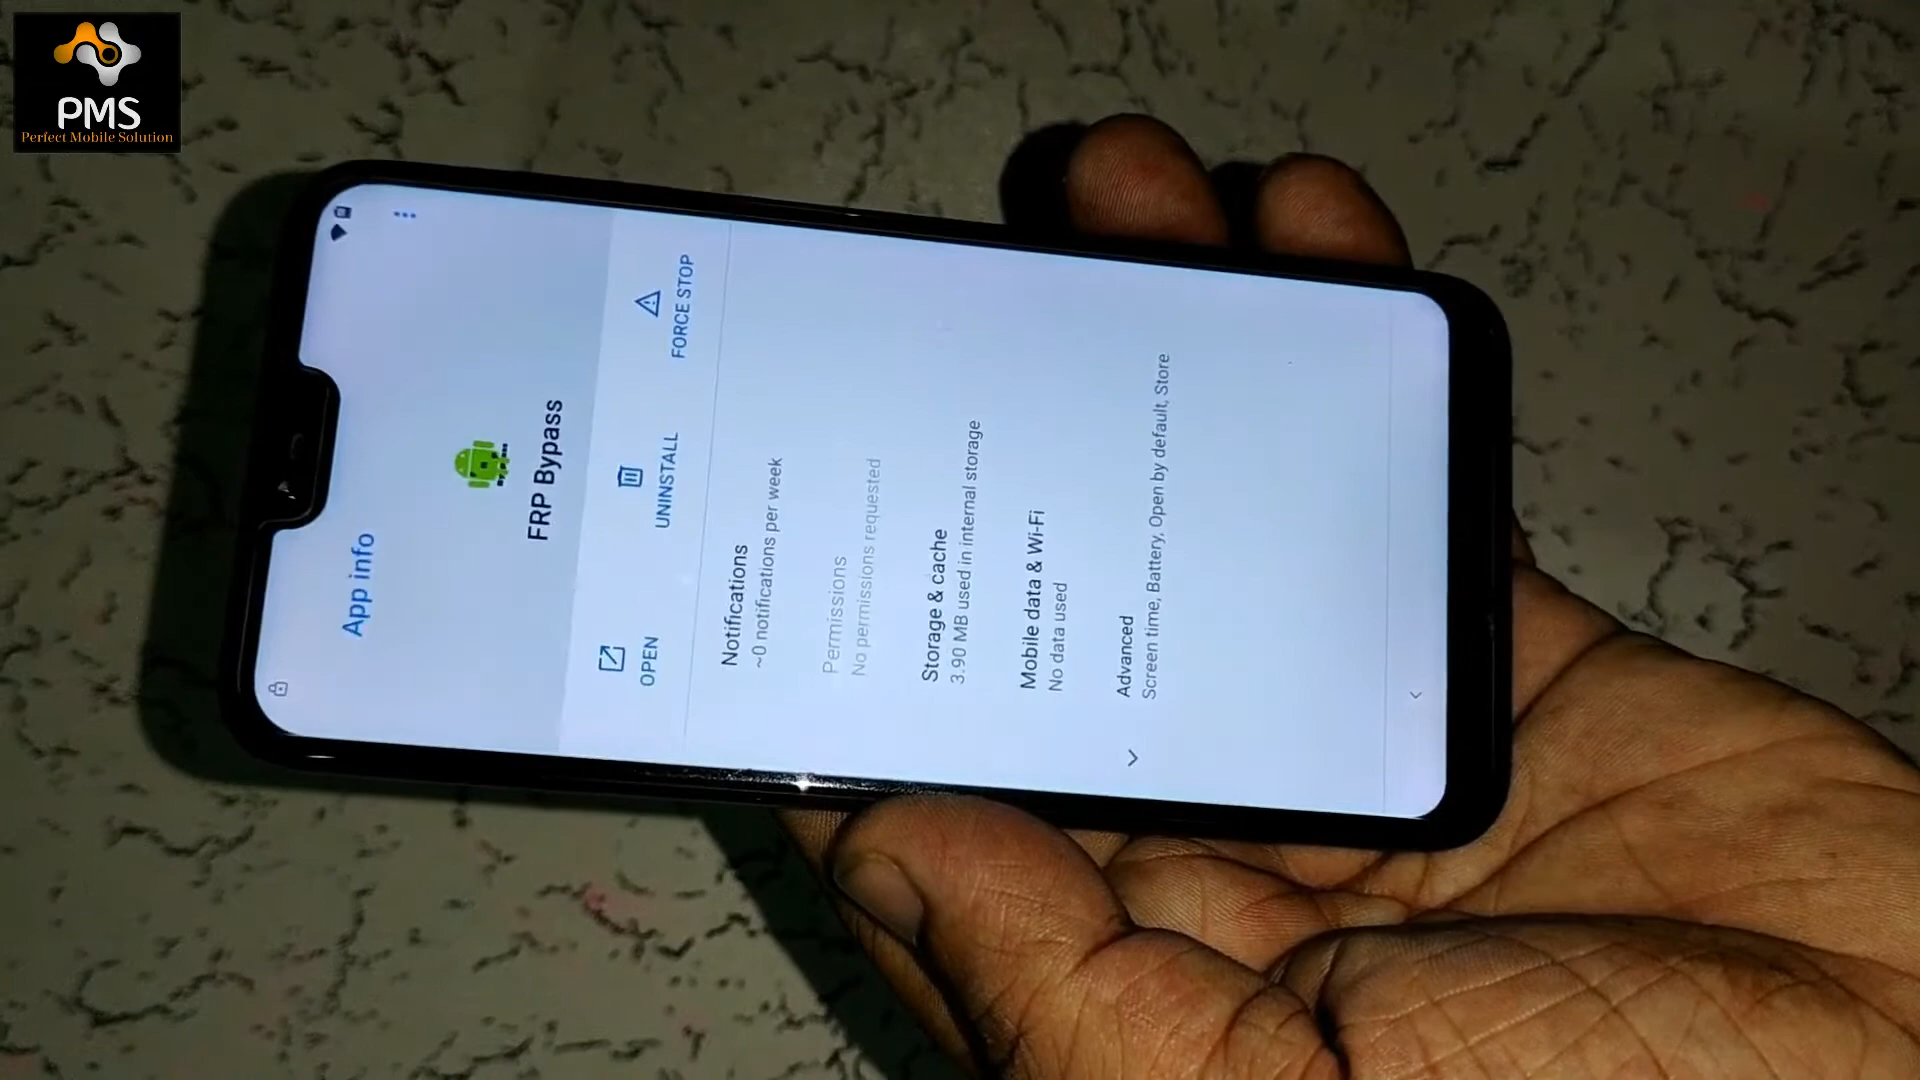 PMS
Perfect Mobile Solution
App info
FRP Bypass
OPEN
UNINSTALL
FORCE STOP
Notifications
~0 notifications per week
Permissions
No permissions requested
Storage & cache
3.90 MB used in internal storage
Mobile data & Wi-Fi
No data used
Advanced
Screen time, Battery, Open by default, Store